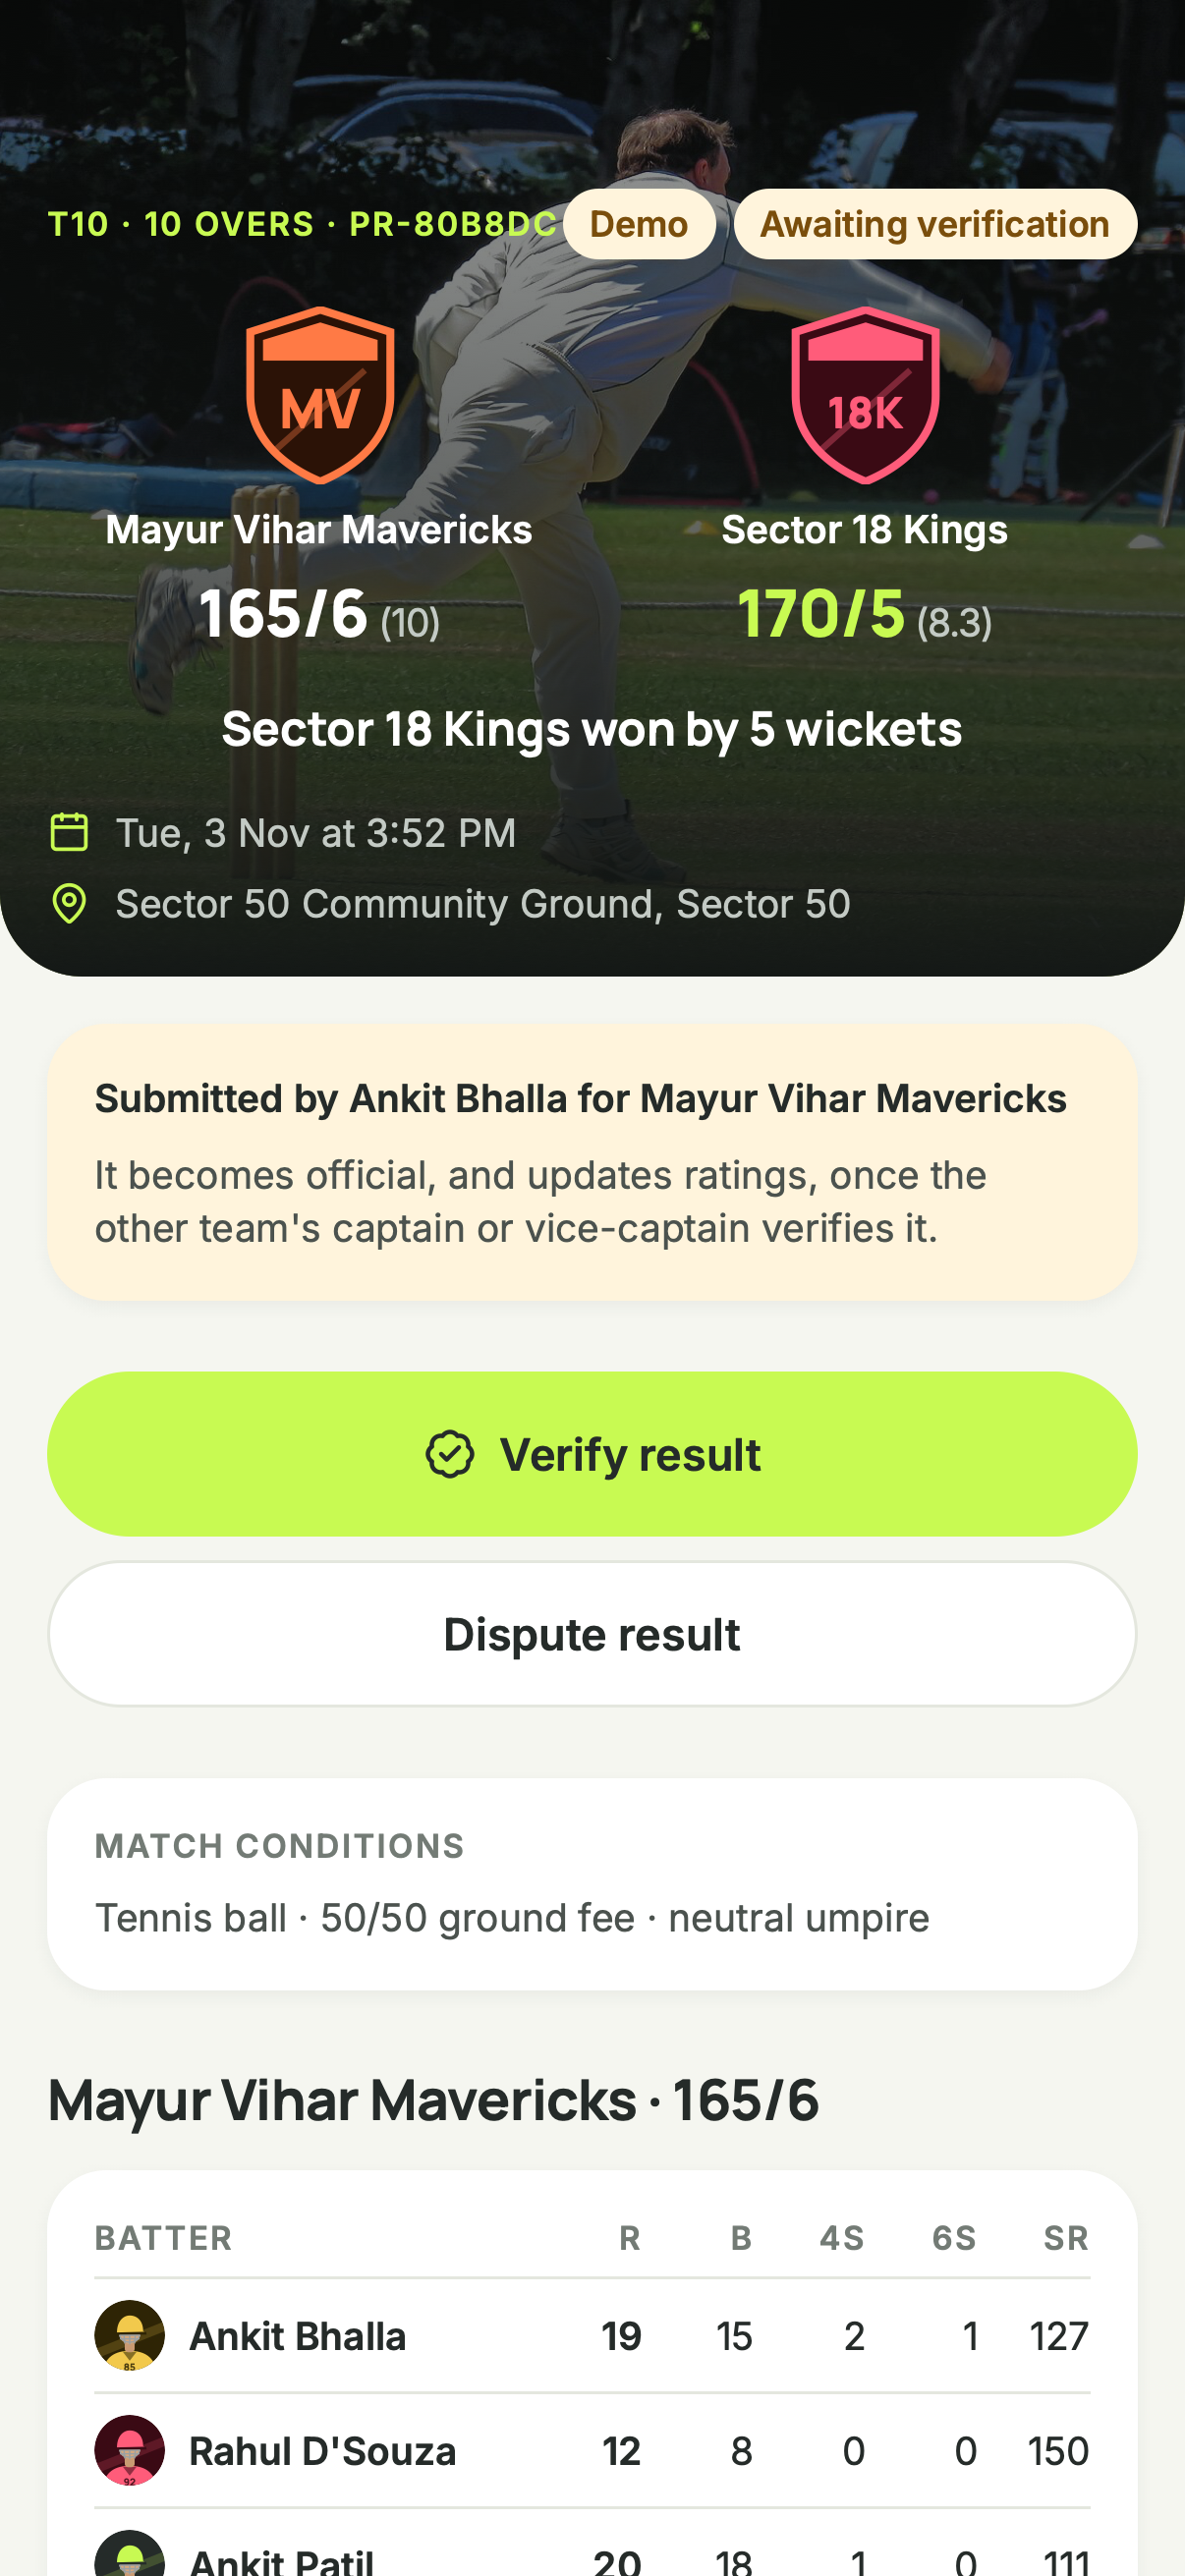 T10 · 10 OVERS · PR-80B8DC Demo Awaiting verification
MV 18K
Mayur Vihar Mavericks Sector 18 Kings
165/6 (10) 170/5 (8.3)
Sector 18 Kings won by 5 wickets
Tue, 3 Nov at 3:52 PM
Sector 50 Community Ground, Sector 50
Submitted by Ankit Bhalla for Mayur Vihar Mavericks
It becomes official, and updates ratings, once the
other team's captain or vice-captain verifies it.
Verify result
Dispute result
MATCH CONDITIONS
Tennis ball · 50/50 ground fee · neutral umpire
Mayur Vihar Mavericks · 165/6
BATTER R B 4S 6S SR
85 Ankit Bhalla 19 15 2 1 127
92 Rahul D'Souza 12 8 0 0 150
Ankit Patil 20 18 1 0 111